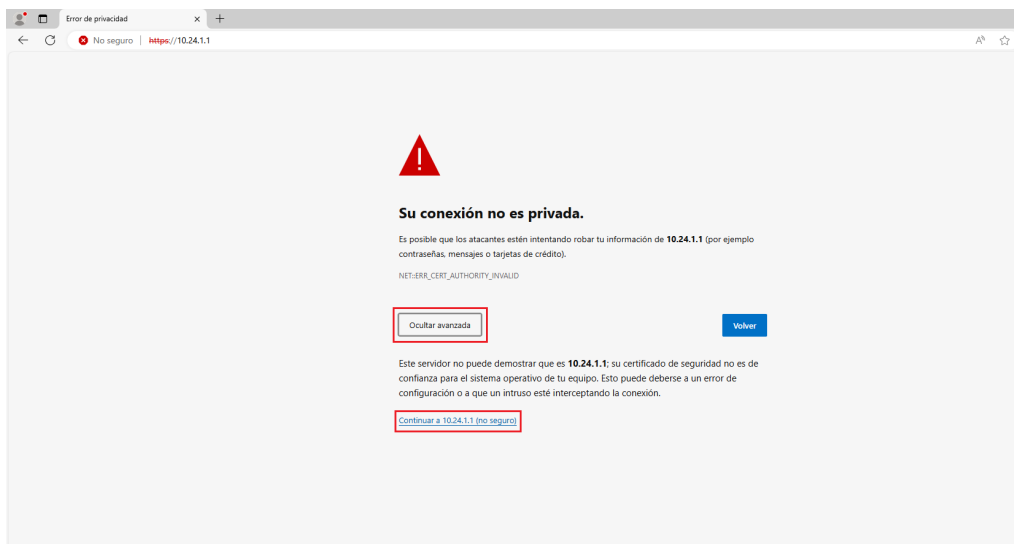 Error de privacidad
No seguro
https://10.24.1.1
Su conexión no es privada.
Es posible que los atacantes estén intentando robar tu información de 10.24.1.1 (por ejemplo
contraseñas, mensajes o tarjetas de crédito).
NET::ERR_CERT_AUTHORITY_INVALID
Ocultar avanzada
Volver
Este servidor no puede demostrar que es 10.24.1.1; su certificado de seguridad no es de
confianza para el sistema operativo de tu equipo. Esto puede deberse a un error de
configuración o a que un intruso esté interceptando la conexión.
Continuar a 10.24.1.1 (no seguro)